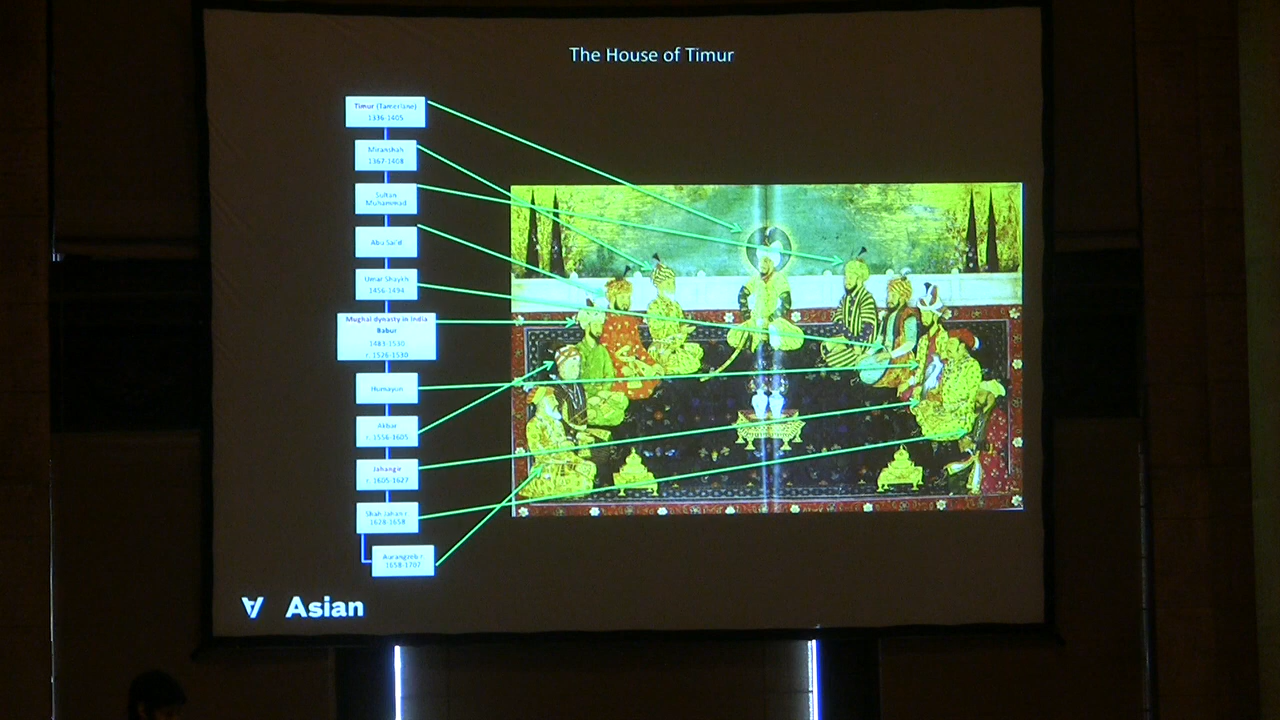 The House of Timur
Timur (Tamerlane)
1336-1405
Miranshah
1367-1408
Sultan
Muhammad
Abu Sai'd
Umar Shaykh
1456-1494
Mughal dynasty in India
Babur
1483-1530
r. 1526-1530
Humayun
Akbar
r. 1556-1605
Jahangir
r. 1605-1627
Shah Jahan r.
1628-1658
Aurangzeb r.
1658-1707
Asian